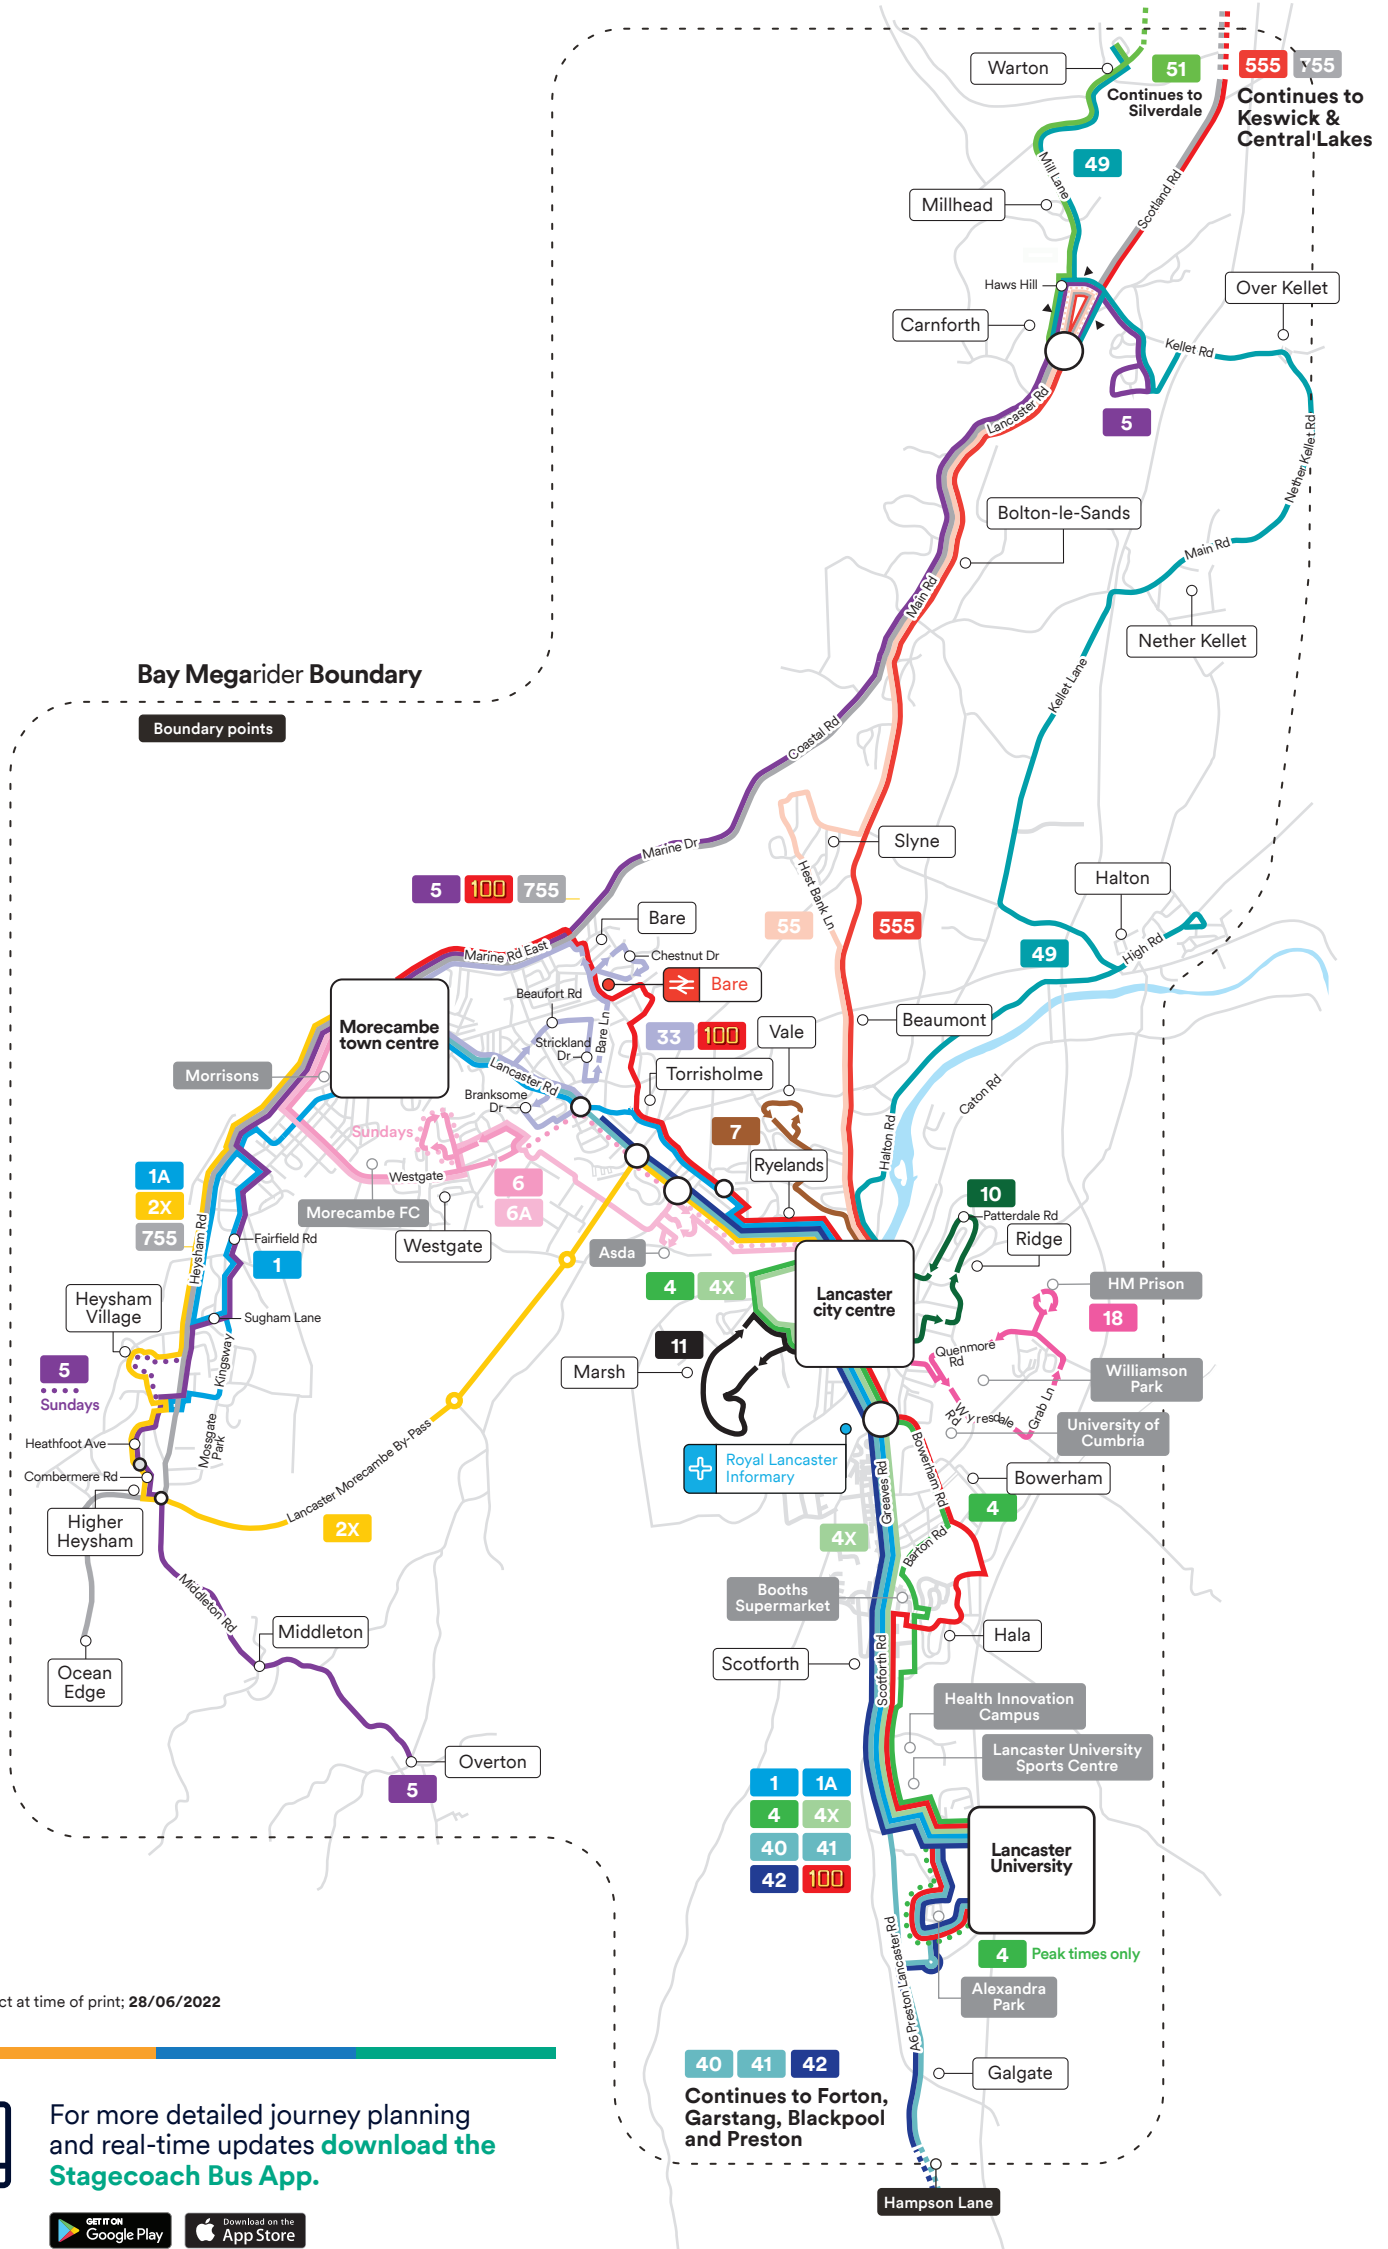 Warton
51
Continues to
Silverdale
555
755
Continues to
Keswick &
Central Lakes
49
Mill Lane
Scotland Rd
Millhead
Haws Hill
Over Kellet
Carnforth
Kellet Rd
Lancaster Rd
5
Nether Kellet Rd
Bolton-le-Sands
Main Rd
Main Rd
Nether Kellet
Kellet Lane
Bay Megarider Boundary
Boundary points
Coastal Rd
Marine Dr
Slyne
Hest Bank Ln
Halton
5
100
755
Bare
55
555
49
High Rd
Marine Rd East
Chestnut Dr
Bare
Beaufort Rd
Morecambe
town centre
Strickland
Dr
Bare Ln
33
100
Vale
Beaumont
Lancaster Rd
Torrisholme
Morrisons
Branksome
Dr
Caton Rd
Sundays
7
Halton Rd
Ryelands
1A
2X
755
Westgate
6
6A
Morecambe FC
Westgate
10
Patterdale Rd
Ridge
Heysham Rd
Fairfield Rd
1
Asda
4
4X
Lancaster
city centre
HM Prison
18
Heysham
Village
Sugham Lane
Kingsway
11
Marsh
Quenmore
Rd
Williamson
Park
5
Sundays
Grab Ln
Wyresdale
Rd
University of
Cumbria
Heathfoot Ave
Mossgate
Park
Combermere Rd
Lancaster Morecambe By-Pass
Royal Lancaster
Informary
Greaves Rd
Bowerham Rd
Bowerham
4
Higher
Heysham
2X
4X
Barton Rd
Middleton Rd
Booths
Supermarket
Middleton
Hala
Scotforth
Scotforth Rd
Ocean
Edge
Health Innovation
Campus
Lancaster University
Sports Centre
Overton
5
1
1A
4
4X
40
41
42
100
Lancaster
University
A6 Preston Lancaster Rd
4
Peak times only
Alexandra
Park
ct at time of print; 28/06/2022
40
41
42
Continues to Forton,
Garstang, Blackpool
and Preston
Galgate
Hampson Lane
For more detailed journey planning
and real-time updates download the
Stagecoach Bus App.
GET IT ON
Google Play
Download on the
App Store